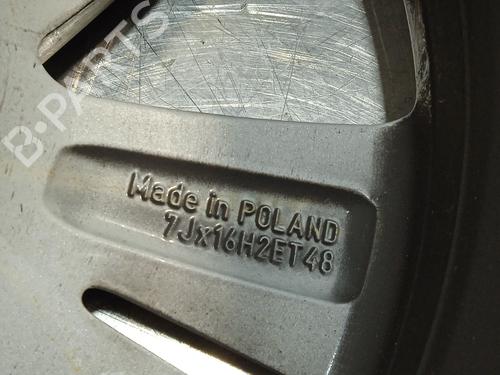 B-PARTS
Made in POLAND
7Jx16H2ET48